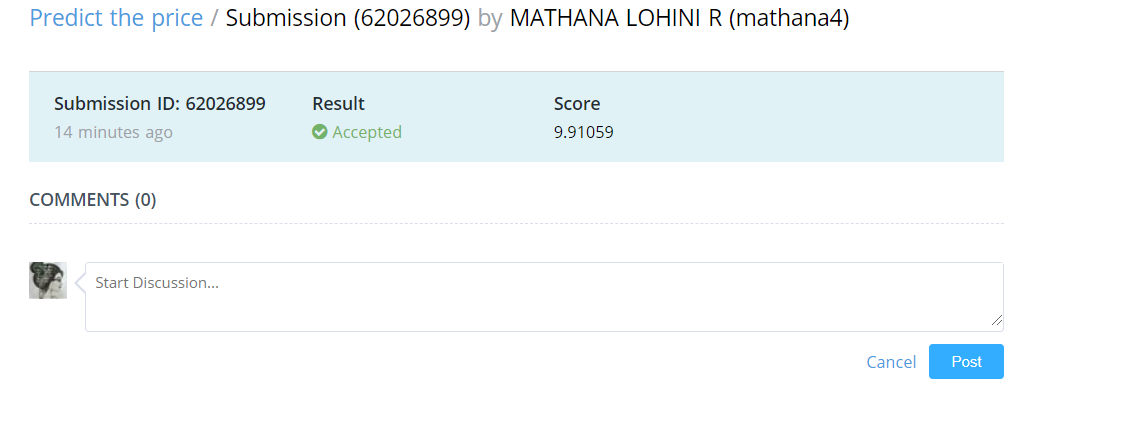 Predict the price / Submission (62026899) by MATHANA LOHINI R (mathana4)
Submission ID: 62026899 Result Score
14 minutes ago Accepted 9.91059
COMMENTS (0)
Start Discussion...
Cancel Post